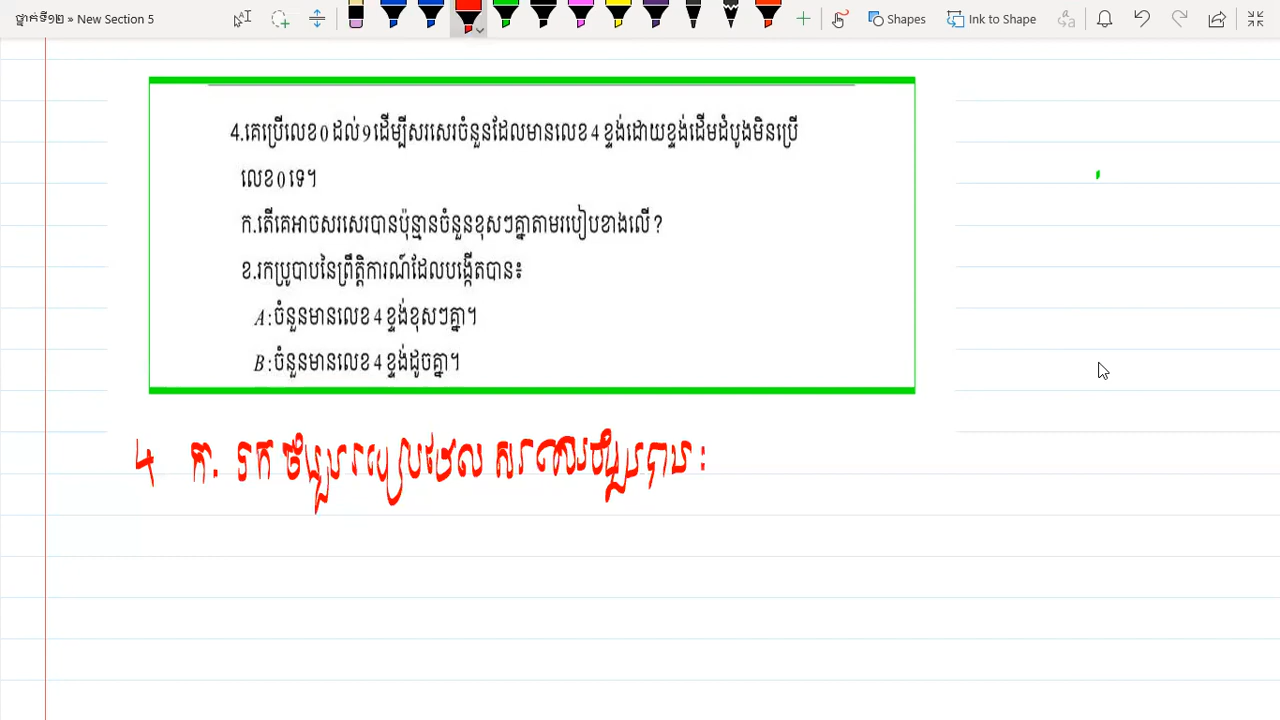 ថ្នាក់ទី១២ » New Section 5
Shapes
Ink to Shape
4.គេប្រើលេខ0 ដល់9ដើម្បីសរសេរចំនួនដែលមានលេខ4 ខ្ទង់ដោយខ្ទង់ដើមដំបូងមិនប្រើ
លេខ0 ទេ។
ក.តើគេអាចសរសេរបានប៉ុន្មានចំនួនខុសៗគ្នាតាមរបៀបខាងលើ?
ខ.រកប្រូបាបនៃព្រឹត្តិការណ៍ដែលបង្កើតបាន៖
A:ចំនួនមានលេខ4 ខ្ទង់ខុសៗគ្នា។
B:ចំនួនមានលេខ4 ខ្ទង់ដូចគ្នា។
4 ក. រក ចំនួនរបៀបដែល សរសេរចំនួនបាន :